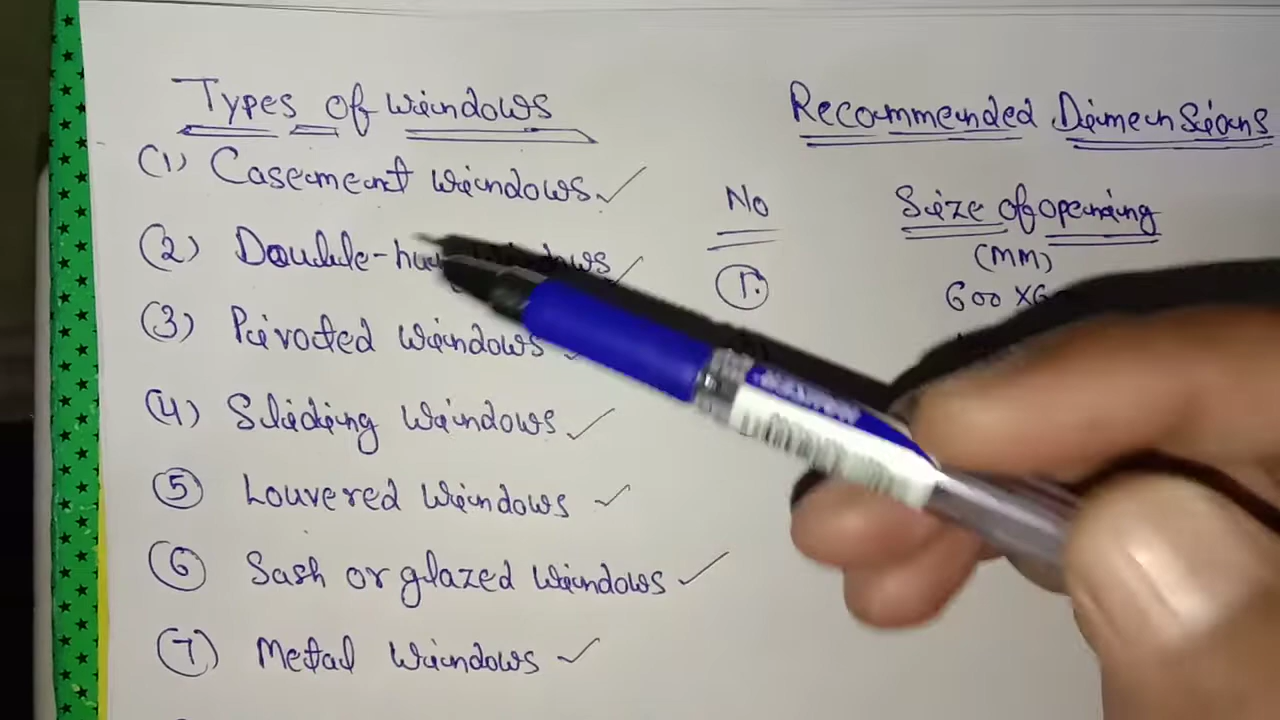 Types of windows
(1) Casement windows
(2) Double-
(3) Pivoted windows
(4) Sliding windows
5 Louvered windows
6 Sash or glazed windows
7 Metal windows
Recommended Dimensions
No
Size of opening
(MM)
1.
600 X